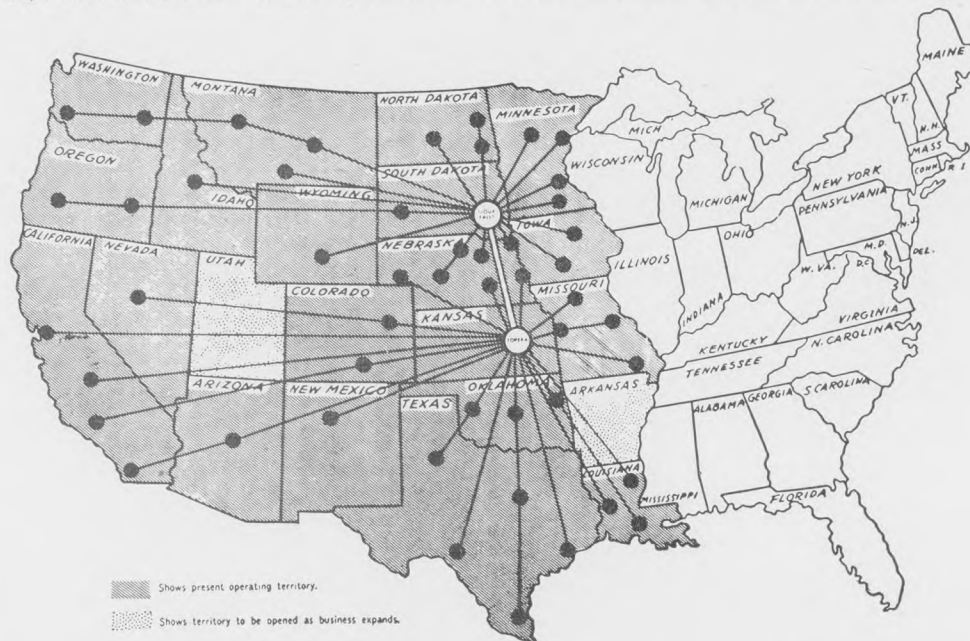 WASHINGTON
MONTANA
NORTH DAKOTA
MINNESOTA
MAINE
VT.
N.H.
MICH
MASS
CONN
R I
OREGON
WISCONSIN
SOUTH DAKOTA
NEW YORK
IDAHO
WYOMING
MICHIGAN
PENNSYLVANIA
SIOUX FALLS
N.J.
IOWA
OHIO
CALIFORNIA
NEVADA
NEBRASKA
M.D.
DEL.
UTAH
ILLINOIS
W.VA.
D.C.
COLORADO
MISSOURI
INDIANA
KANSAS
VIRGINIA
TOPEKA
KENTUCKY
N. CAROLINA
TENNESSEE
ARIZONA
NEW MEXICO
OKLAHOMA
ARKANSAS
TEXAS
ALABAMA
GEORGIA
S. CAROLINA
LOUISIANA
MISSISSIPPI
FLORIDA
Shows present operating territory.
Shows territory to be opened as business expands.